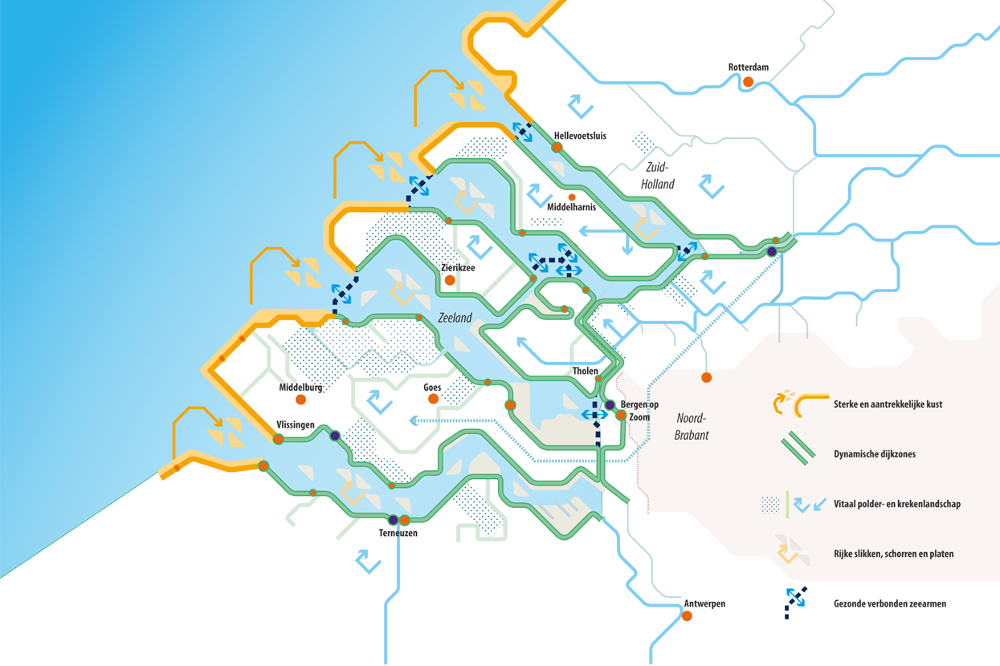 Rotterdam
Hellevoetsluis
Zuid-
Holland
Middelharnis
Zierikzee
Zeeland
Tholen
Middelburg
Goes
Bergen op
Zoom
Vlissingen
Noord-
Brabant
Terneuzen
Antwerpen
Sterke en aantrekkelijke kust
Dynamische dijkzones
Vitaal polder- en krekenlandschap
Rijke slikken, schorren en platen
Gezonde verbonden zeearmen